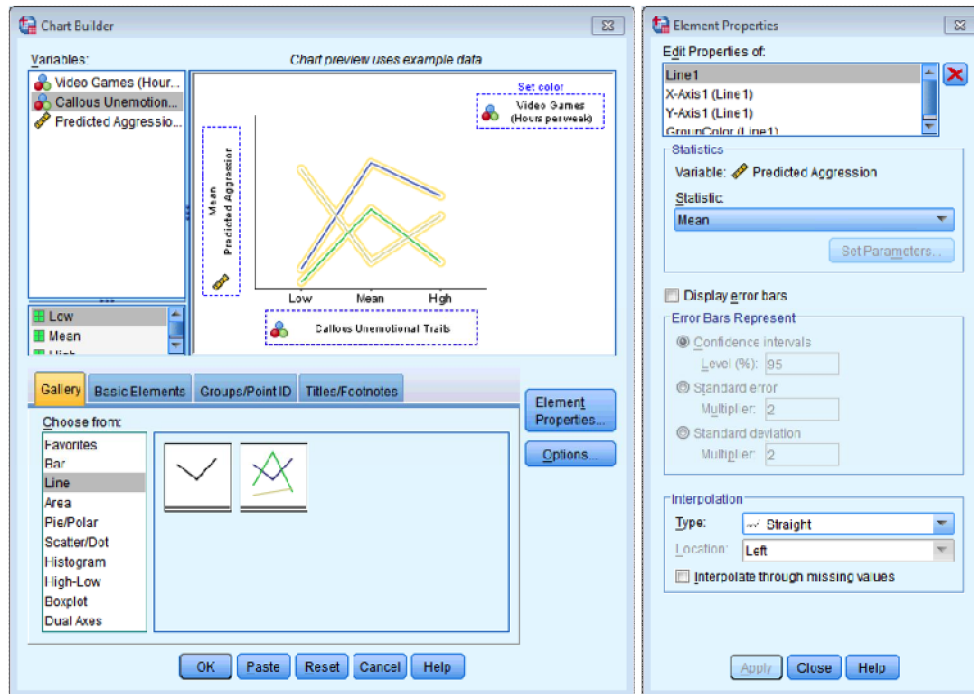 Chart Builder
Variables:
Chart preview uses example data
Video Games (Hour...
Callous Unemotion...
Predicted Aggressio...
Set color
Video Games
(Hours per week)
Mean
Predicted Aggression
Low Mean High
Callous Unemotional Traits
Low
Mean
High
Gallery Basic Elements Groups/Point ID Titles/Footnotes
Choose from:
Favorites
Bar
Line
Area
Pie/Polar
Scatter/Dot
Histogram
High-Low
Boxplot
Dual Axes
Element
Properties...
Options...
OK Paste Reset Cancel Help
Element Properties
Edit Properties of:
Line1
X-Axis1 (Line1)
Y-Axis1 (Line1)
GroupColor (Line1)
Statistics
Variable: Predicted Aggression
Statistic:
Mean
Set Parameters...
Display error bars
Error Bars Represent
Confidence intervals
Level (%): 95
Standard error
Multiplier: 2
Standard deviation
Multiplier: 2
Interpolation
Type: Straight
Location: Left
Interpolate through missing values
Apply Close Help